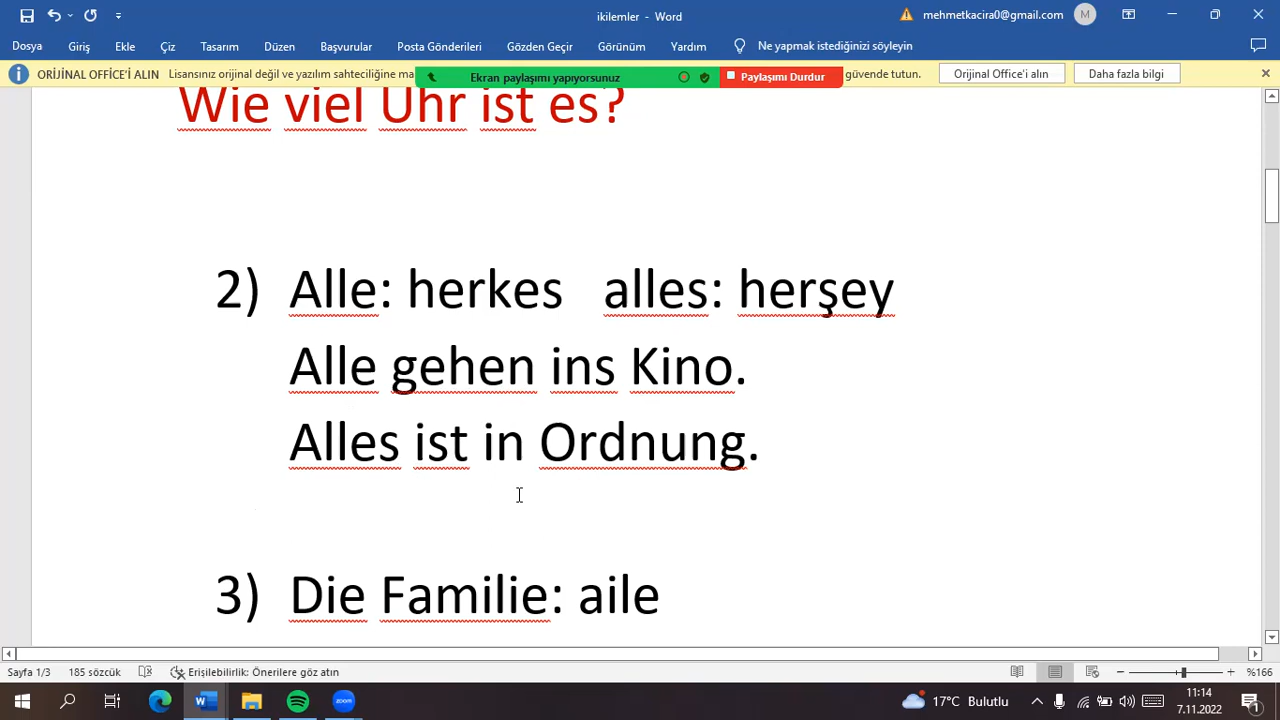 ikilemler - Word
mehmetkacira0@gmail.com
M
Dosya Giriş Ekle Çiz Tasarım Düzen Başvurular Posta Gönderileri Gözden Geçir Görünüm Yardım Ne yapmak istediğinizi söyleyin
ORİJİNAL OFFICE'İ ALIN Lisansınız orijinal değil ve yazılım sahteciliğine güvende tutun. Orijinal Office'i alın Daha fazla bilgi
Ekran paylaşımı yapıyorsunuz Paylaşımı Durdur
Wie viel Uhr ist es?
2) Alle: herkes alles: herşey
Alle gehen ins Kino.
Alles ist in Ordnung.
3) Die Familie: aile
Sayfa 1/3 185 sözcük Erişilebilirlik: Önerilere göz atın %166
zoom
17°C Bulutlu
11:14
7.11.2022
1